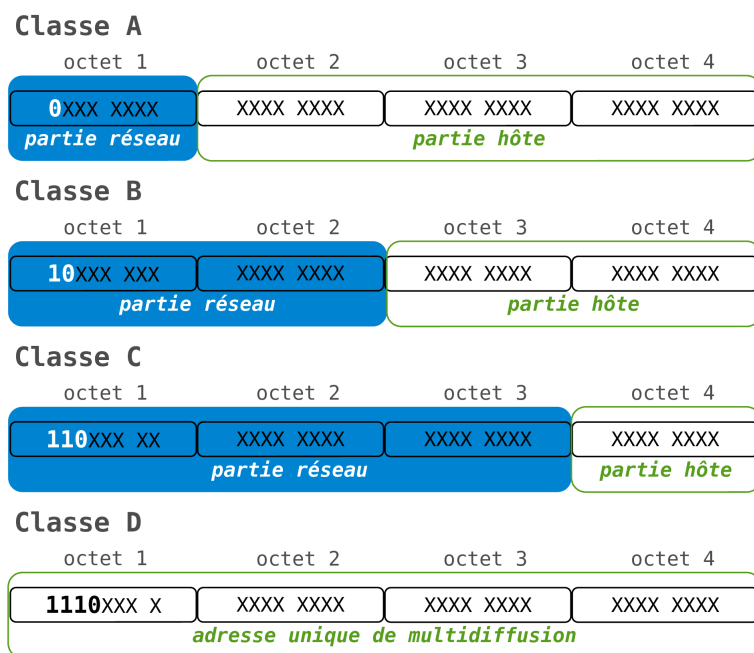 Classe A
octet 1 octet 2 octet 3 octet 4
0XXX XXXX XXXX XXXX XXXX XXXX XXXX XXXX
partie réseau partie hôte
Classe B
octet 1 octet 2 octet 3 octet 4
10XXX XXX XXXX XXXX XXXX XXXX XXXX XXXX
partie réseau partie hôte
Classe C
octet 1 octet 2 octet 3 octet 4
110XXX XX XXXX XXXX XXXX XXXX XXXX XXXX
partie réseau partie hôte
Classe D
octet 1 octet 2 octet 3 octet 4
1110XXX X XXXX XXXX XXXX XXXX XXXX XXXX
adresse unique de multidiffusion